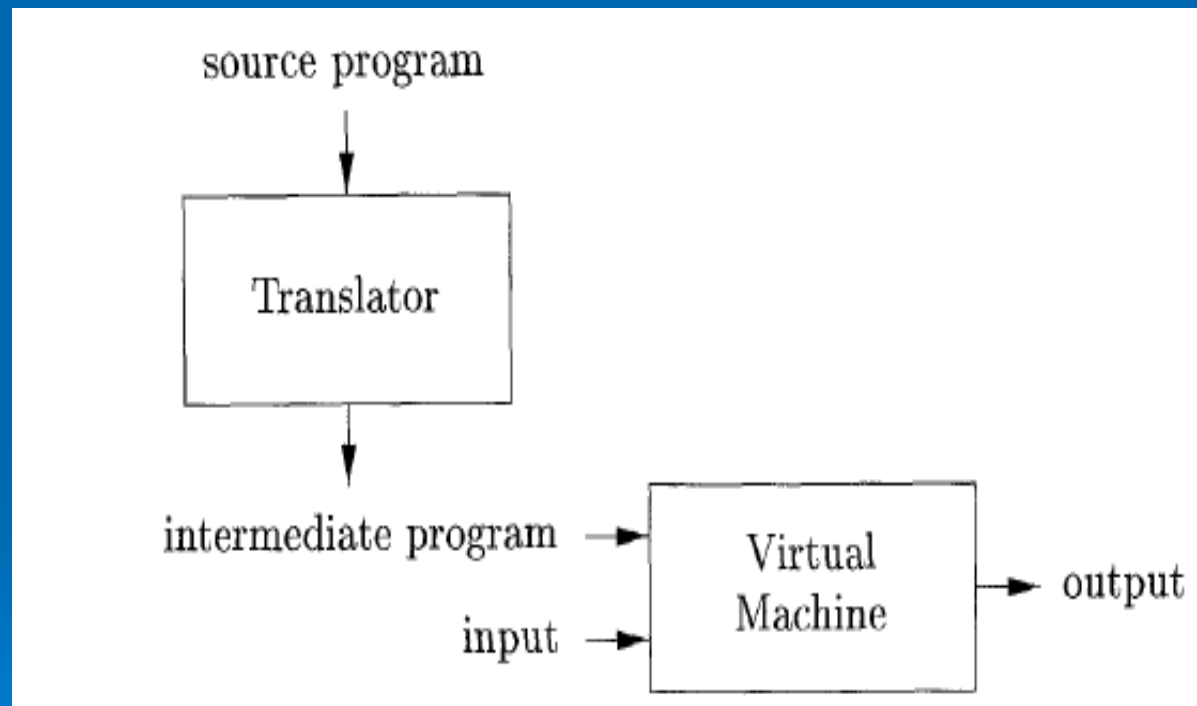 source program
Translator
intermediate program
Virtual
Machine
input
output